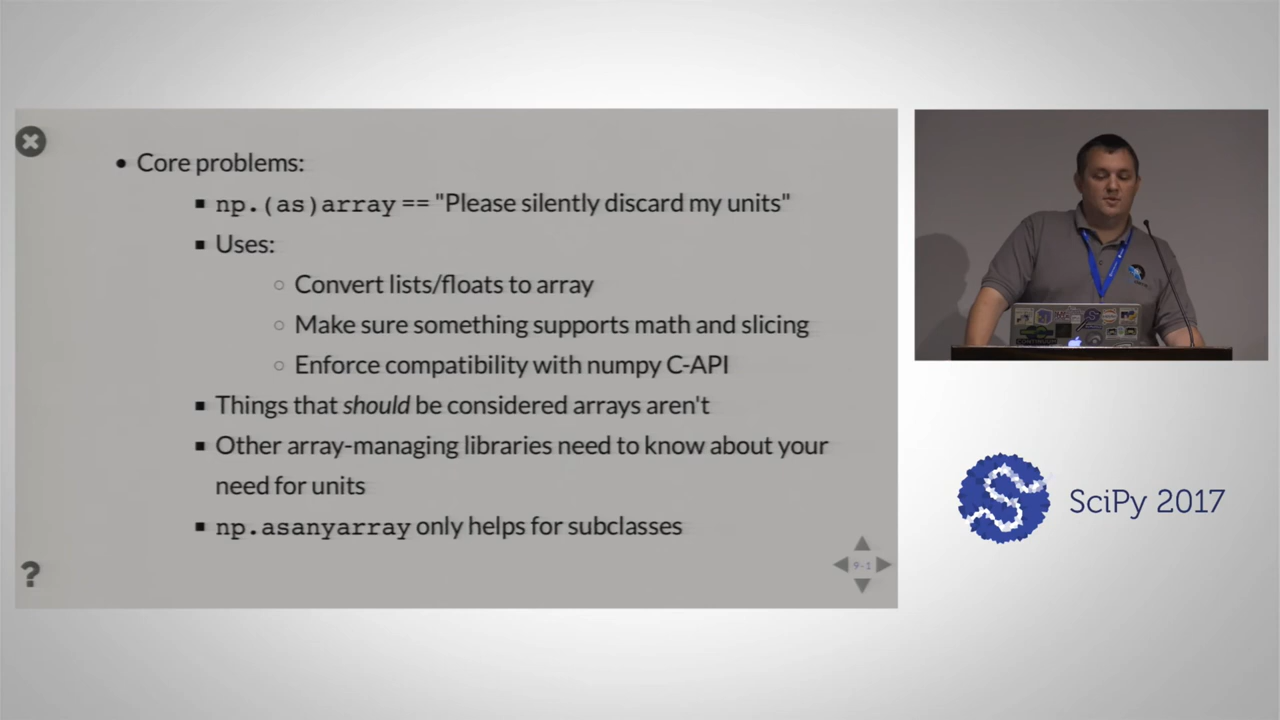 Core problems:
np.(as)array == "Please silently discard my units"
Uses:
Convert lists/floats to array
Make sure something supports math and slicing
Enforce compatibility with numpy C-API
Things that should be considered arrays aren't
Other array-managing libraries need to know about your
need for units
np.asanyarray only helps for subclasses
?
9-1
SciPy 2017